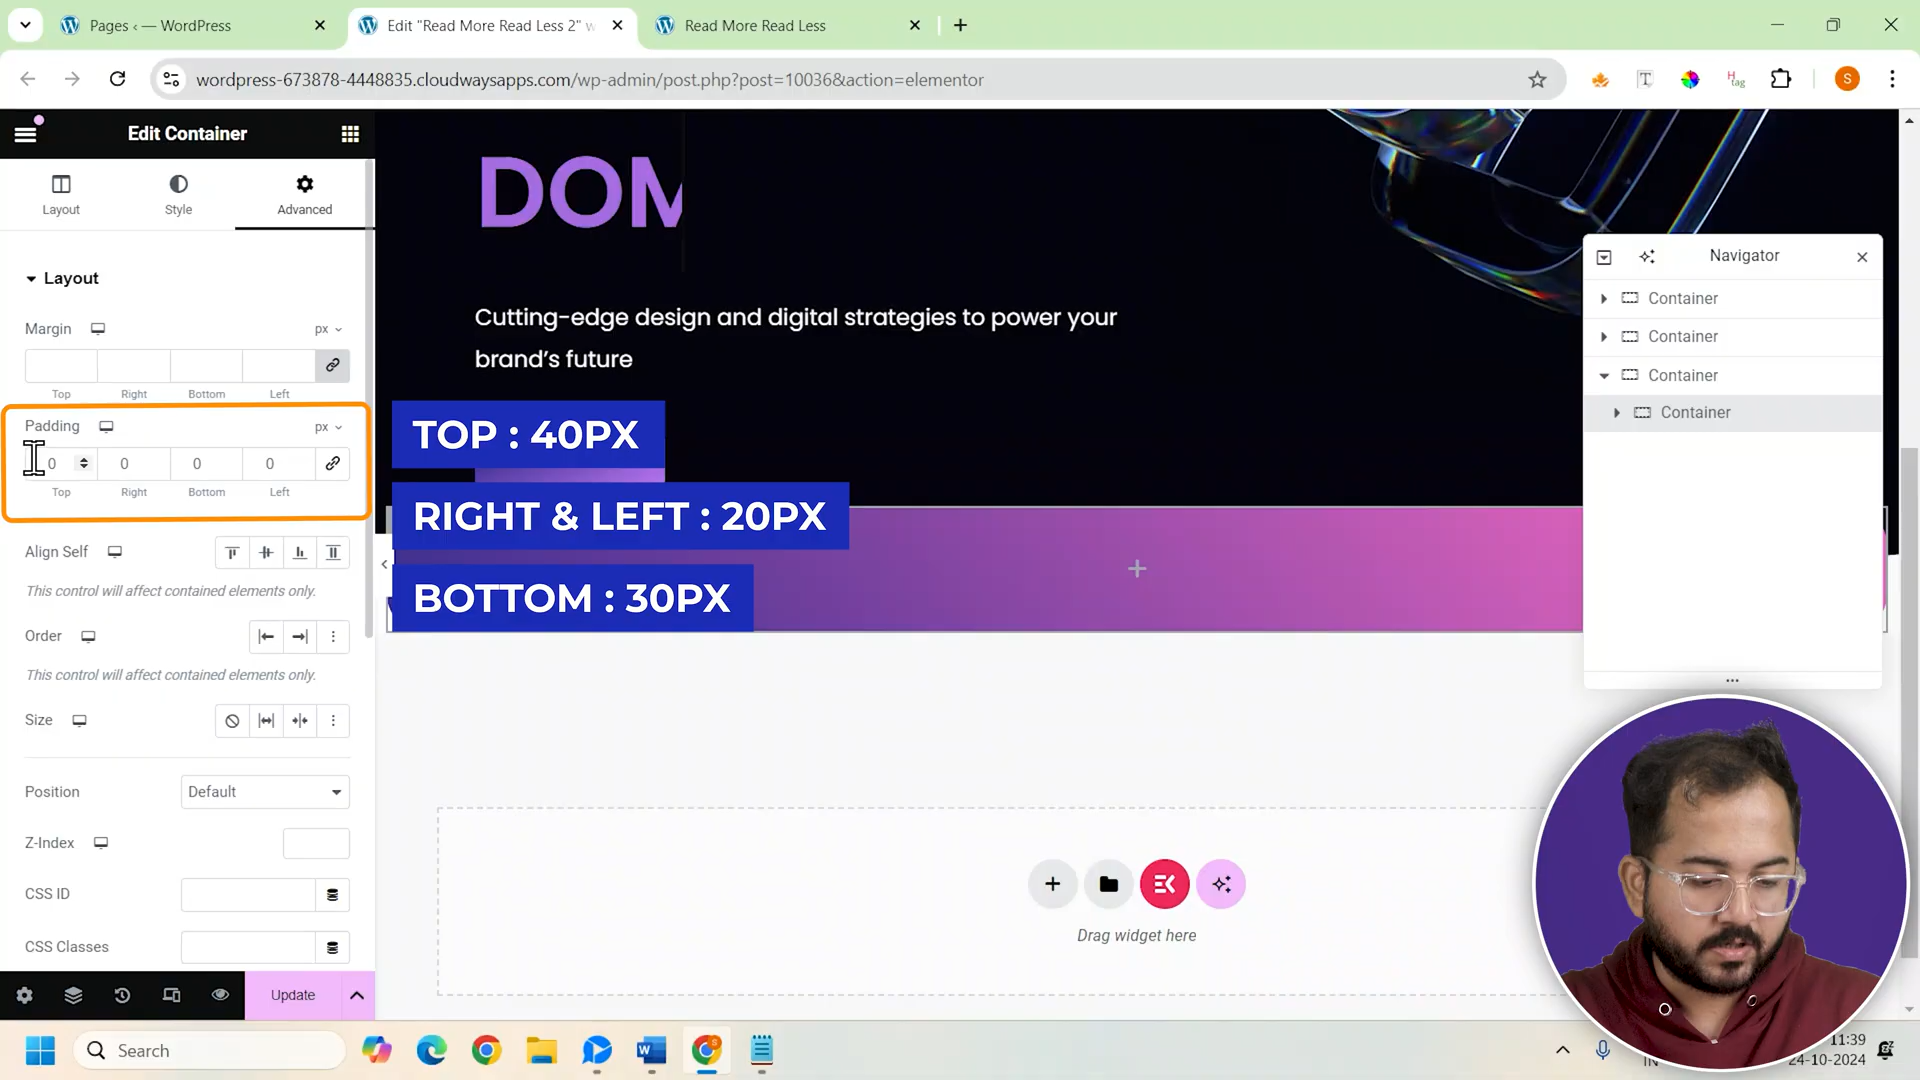 Pages ‹ — WordPress
Edit "Read More Read Less 2" w
Read More Read Less
wordpress-673878-4448835.cloudwaysapps.com/wp-admin/post.php?post=10036&action=elementor
T
H tag
S
Edit Container
Layout
Style
Advanced
Layout
Margin
px
Top
Right
Bottom
Left
Padding
px
0
0
0
0
Top
Right
Bottom
Left
Align Self
This control will affect contained elements only.
Order
This control will affect contained elements only.
Size
Position
Default
Z-Index
CSS ID
CSS Classes
Update
DOM
Cutting-edge design and digital strategies to power your
brand's future
TOP : 40PX
RIGHT & LEFT : 20PX
BOTTOM : 30PX
Drag widget here
Navigator
Container
Container
Container
Container
Search
11:39
24-10-2024